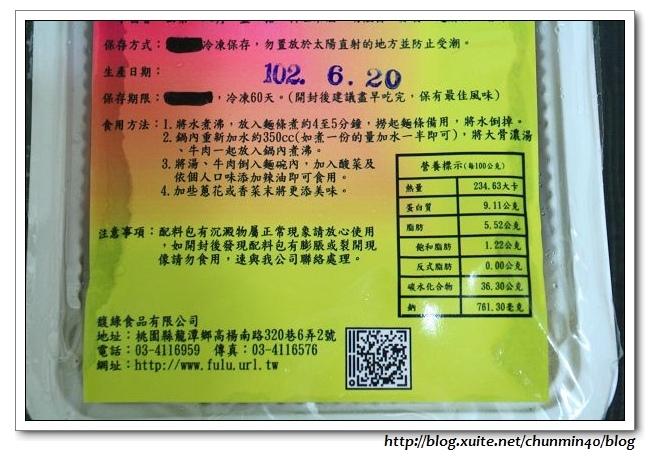 保存方式：冷凍保存，勿置放於太陽直射的地方並防止受潮。
生產日期：102. 6. 20
保存期限：，冷凍60天。(開封後建議盡早吃完，保有最佳風味)
食用方法：1. 將水煮沸，放入麵條煮約4至5分鐘，撈起麵條備用，將水倒掉。
2. 鍋內重新加水約350cc(如煮一份的量加水一半即可)，將大骨濃湯
、牛肉一起放入鍋內煮沸。
3. 將湯、牛肉倒入麵碗內，加入酸菜及
依個人口味添加辣油即可食用。
4. 加些蔥花或香菜末將更添美味。
營養標示(每100公克)
熱量 234.63大卡
蛋白質 9.11公克
脂肪 5.52公克
飽和脂肪 1.22公克
反式脂肪 0.00公克
碳水化合物 36.30公克
鈉 761.30毫克
注意事項：配料包有沉澱物屬正常現象請放心使用
，如開封後發現配料包有膨脹或裂開現
像請勿食用，速與我公司聯絡處理。
馥綠食品有限公司
地址：桃園縣龍潭鄉高楊南路320巷6弄2號
電話：03-4116959 傳真：03-4116576
網址：http://www.fulu.url.tw
http://blog.xuite.net/chunmin40/blog